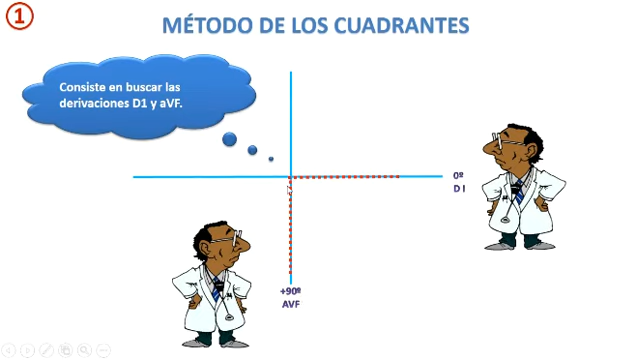 1
MÉTODO DE LOS CUADRANTES
Consiste en buscar las
derivaciones D1 y aVF.
0º
D I
+90º
AVF